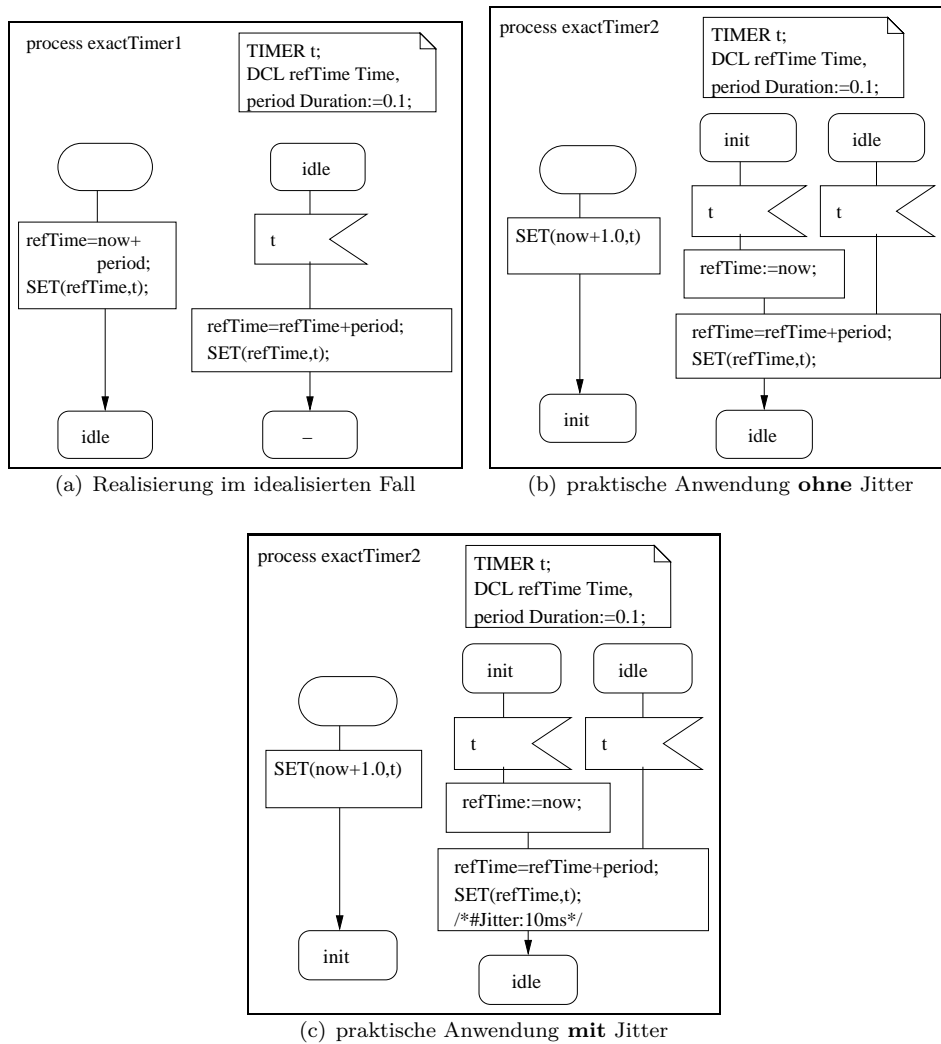 process exactTimer1
TIMER t;
DCL refTime Time,
period Duration:=0.1;
idle
t
refTime=now+
period;
SET(refTime,t);
refTime=refTime+period;
SET(refTime,t);
idle
–
(a) Realisierung im idealisierten Fall
process exactTimer2
TIMER t;
DCL refTime Time,
period Duration:=0.1;
init
idle
t
t
SET(now+1.0,t)
refTime:=now;
refTime=refTime+period;
SET(refTime,t);
init
idle
(b) praktische Anwendung ohne Jitter
process exactTimer2
TIMER t;
DCL refTime Time,
period Duration:=0.1;
init
idle
t
t
SET(now+1.0,t)
refTime:=now;
refTime=refTime+period;
SET(refTime,t);
/*#Jitter:10ms*/
init
idle
(c) praktische Anwendung mit Jitter